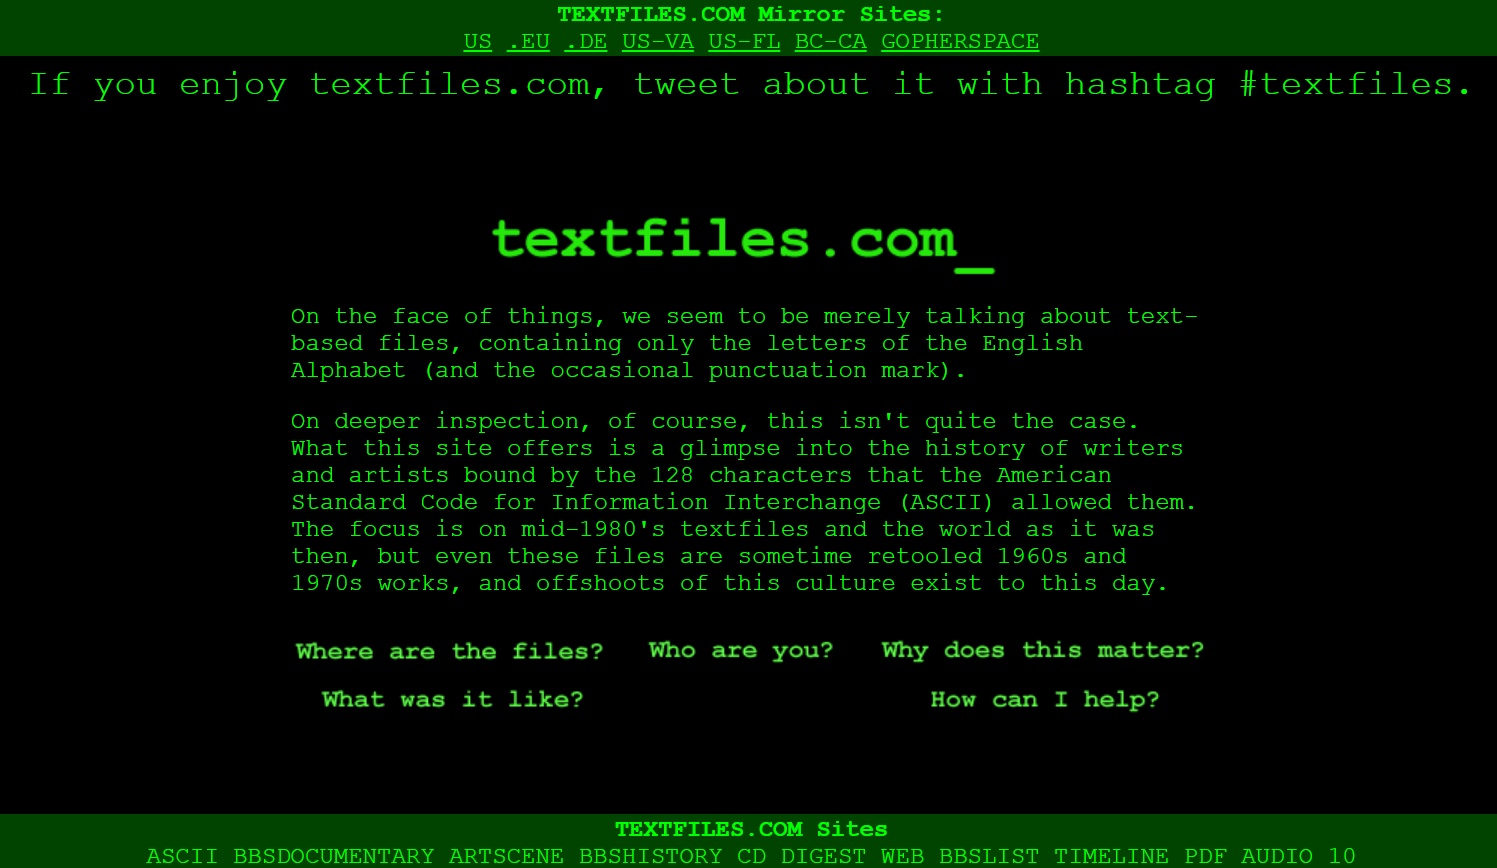 TEXTFILES.COM Mirror Sites:
US .EU .DE US-VA US-FL BC-CA GOPHERSPACE
If you enjoy textfiles.com, tweet about it with hashtag #textfiles.
textfiles.com_
On the face of things, we seem to be merely talking about text-
based files, containing only the letters of the English
Alphabet (and the occasional punctuation mark).
On deeper inspection, of course, this isn't quite the case.
What this site offers is a glimpse into the history of writers
and artists bound by the 128 characters that the American
Standard Code for Information Interchange (ASCII) allowed them.
The focus is on mid-1980's textfiles and the world as it was
then, but even these files are sometime retooled 1960s and
1970s works, and offshoots of this culture exist to this day.
Where are the files? Who are you? Why does this matter?
What was it like? How can I help?
TEXTFILES.COM Sites
ASCII BBSDOCUMENTARY ARTSCENE BBSHISTORY CD DIGEST WEB BBSLIST TIMELINE PDF AUDIO 10